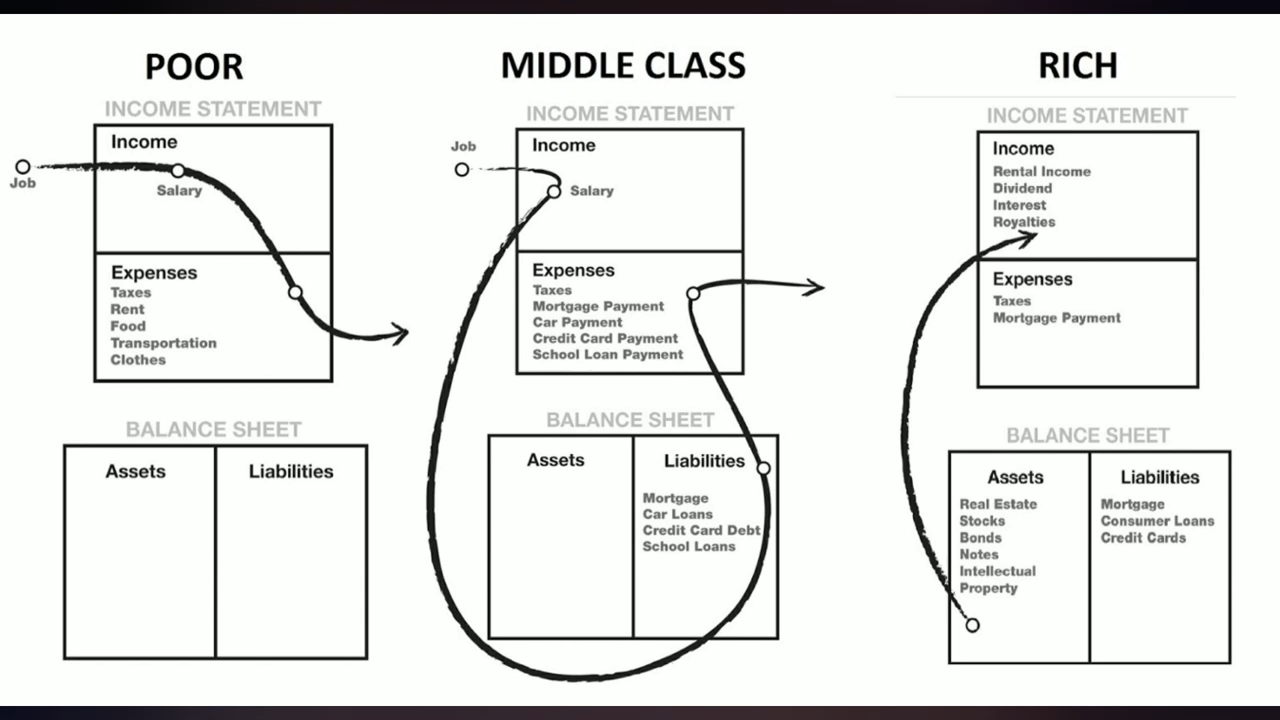 POOR
INCOME STATEMENT
Income
Job
Salary
Expenses
Taxes
Rent
Food
Transportation
Clothes
BALANCE SHEET
Assets
Liabilities
MIDDLE CLASS
INCOME STATEMENT
Job
Income
Salary
Expenses
Taxes
Mortgage Payment
Car Payment
Credit Card Payment
School Loan Payment
BALANCE SHEET
Assets
Liabilities
Mortgage
Car Loans
Credit Card Debt
School Loans
RICH
INCOME STATEMENT
Income
Rental Income
Dividend
Interest
Royalties
Expenses
Taxes
Mortgage Payment
BALANCE SHEET
Assets
Real Estate
Stocks
Bonds
Notes
Intellectual
Property
Liabilities
Mortgage
Consumer Loans
Credit Cards